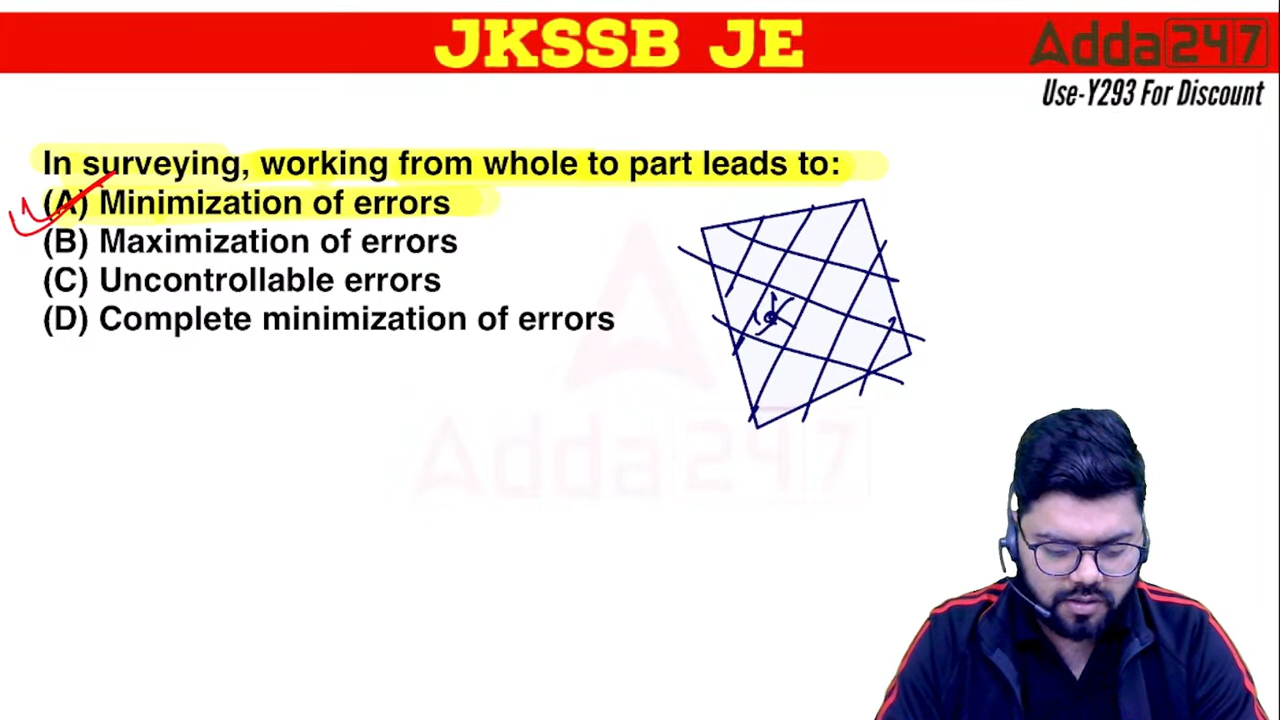 JKSSB JE
Adda247
Use-Y293 For Discount
In surveying, working from whole to part leads to:
(A) Minimization of errors
(B) Maximization of errors
(C) Uncontrollable errors
(D) Complete minimization of errors
Adda247